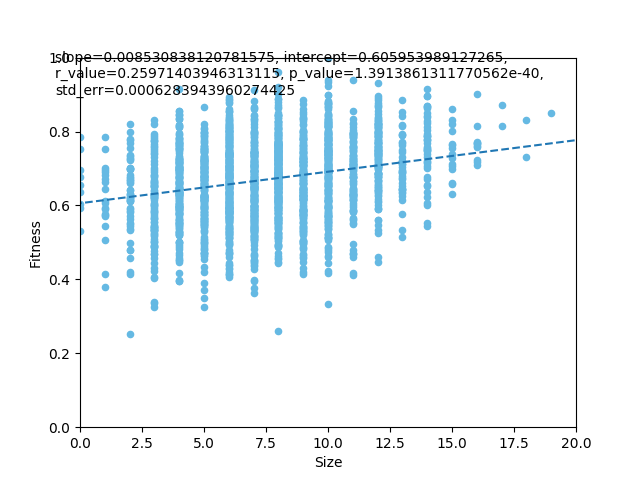 slope=0.008530838120781575, intercept=0.605953989127265,
r_value=0.25971403946313115, p_value=1.3913861311770562e-40,
std_err=0.0006283943960274425
1.0
0.8
0.6
0.4
0.2
0.0
Fitness
0.0 2.5 5.0 7.5 10.0 12.5 15.0 17.5 20.0
Size